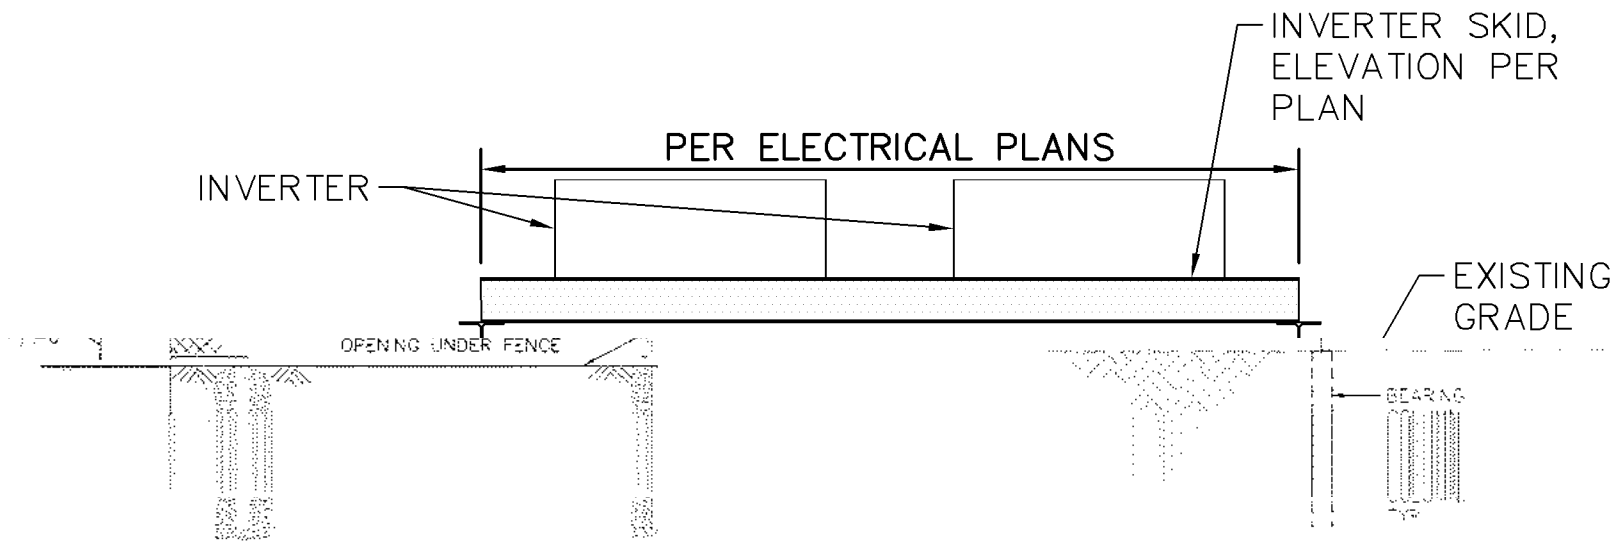 INVERTER SKID,
ELEVATION PER
PLAN
PER ELECTRICAL PLANS
INVERTER
EXISTING
GRADE
OPENING UNDER FENCE
BEARING